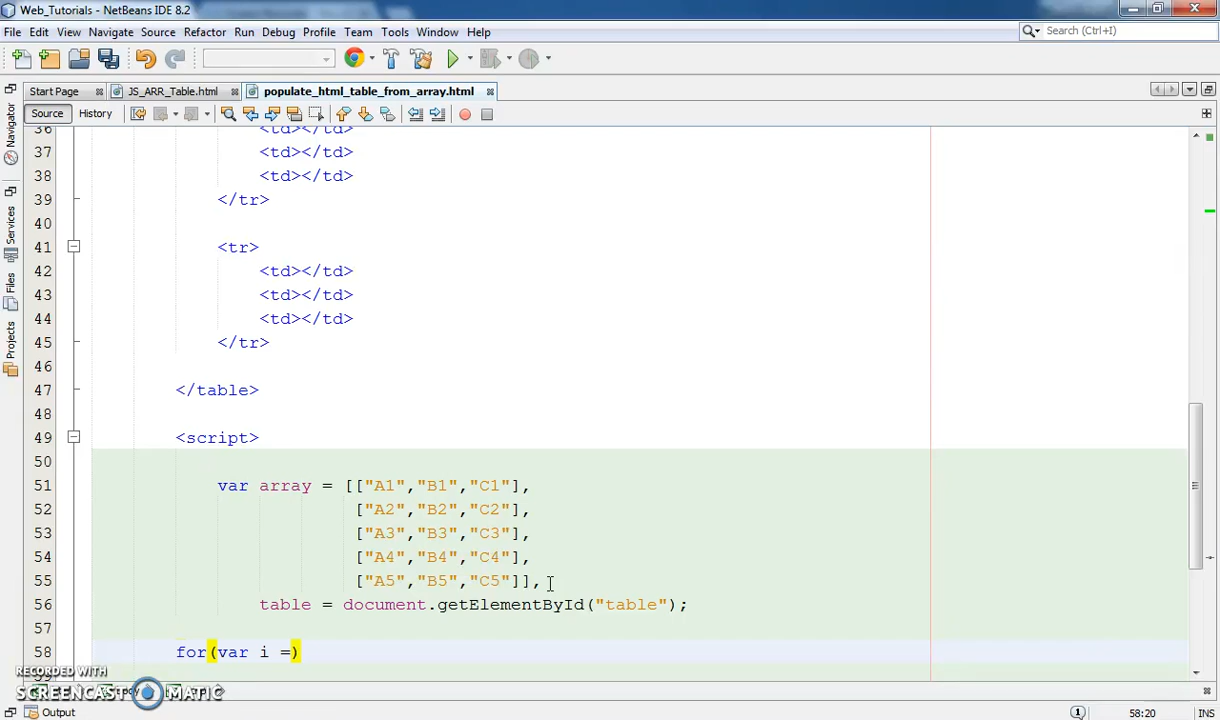 Web_Tutorials - NetBeans IDE 8.2
File Edit View Navigate Source Refactor Run Debug Profile Team Tools Window Help
Search (Ctrl+I)
Start Page JS_ARR_Table.html populate_html_table_from_array.html
Source History
Navigator
Services
Files
Projects
36 <td></td>
37 <td></td>
38 <td></td>
39 </tr>
40
41 <tr>
42 <td></td>
43 <td></td>
44 <td></td>
45 </tr>
46
47 </table>
48
49 <script>
50
51 var array = [["A1","B1","C1"],
52 ["A2","B2","C2"],
53 ["A3","B3","C3"],
54 ["A4","B4","C4"],
55 ["A5","B5","C5"]],
56 table = document.getElementById("table");
57
58 for(var i =)
RECORDED WITH
SCREENCAST MATIC
Output
1 58:20 INS